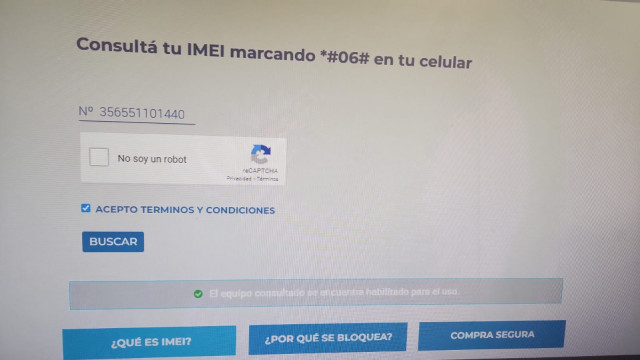 Consultá tu IMEI marcando *#06# en tu celular
Nº 356551101440
No soy un robot
reCAPTCHA
Privacidad - Términos
ACEPTO TERMINOS Y CONDICIONES
BUSCAR
El equipo consultado se encuentra habilitado para el uso.
¿QUÉ ES IMEI?
¿POR QUÉ SE BLOQUEA?
COMPRA SEGURA